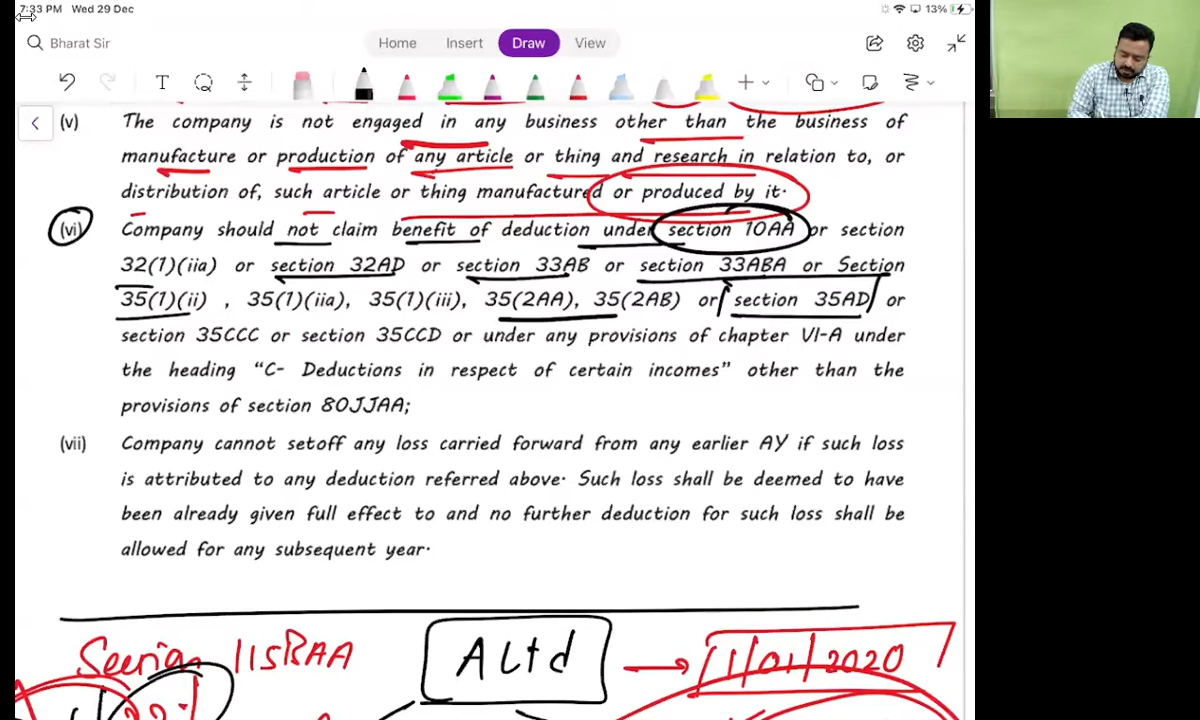 7:33 PM Wed 29 Dec
13%
Bharat Sir
Home Insert Draw View
T
(v) The company is not engaged in any business other than the business of
manufacture or production of any article or thing and research in relation to, or
distribution of, such article or thing manufactured or produced by it.
(vi) Company should not claim benefit of deduction under section 10AA or section
32(1)(iia) or section 32AD or section 33AB or section 33ABA or Section
35(1)(ii) , 35(1)(iia), 35(1)(iii), 35(2AA), 35(2AB) or section 35AD or
section 35CCC or section 35CCD or under any provisions of chapter VI-A under
the heading “C- Deductions in respect of certain incomes” other than the
provisions of section 80JJAA;
(vii) Company cannot setoff any loss carried forward from any earlier AY if such loss
is attributed to any deduction referred above. Such loss shall be deemed to have
been already given full effect to and no further deduction for such loss shall be
allowed for any subsequent year.
115BAA A Ltd 1/01/2020